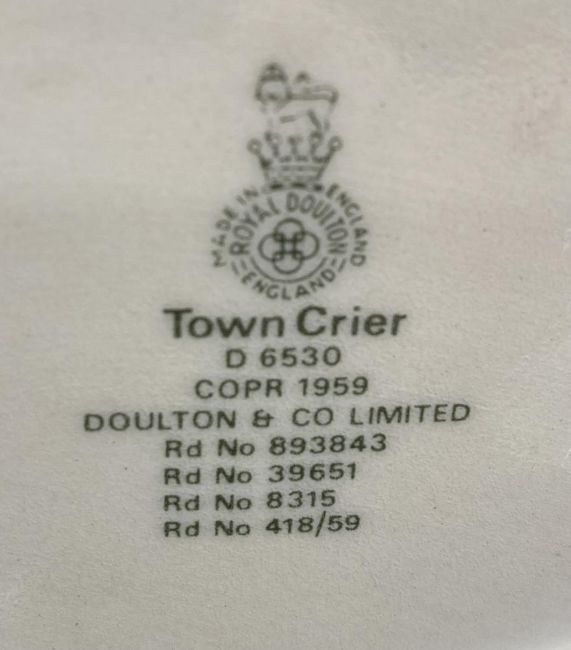 MADE IN ENGLAND
ROYAL DOULTON
ENGLAND
Town Crier
D 6530
COPR 1959
DOULTON & CO LIMITED
Rd No 893843
Rd No 39651
Rd No 8315
Rd No 418/59